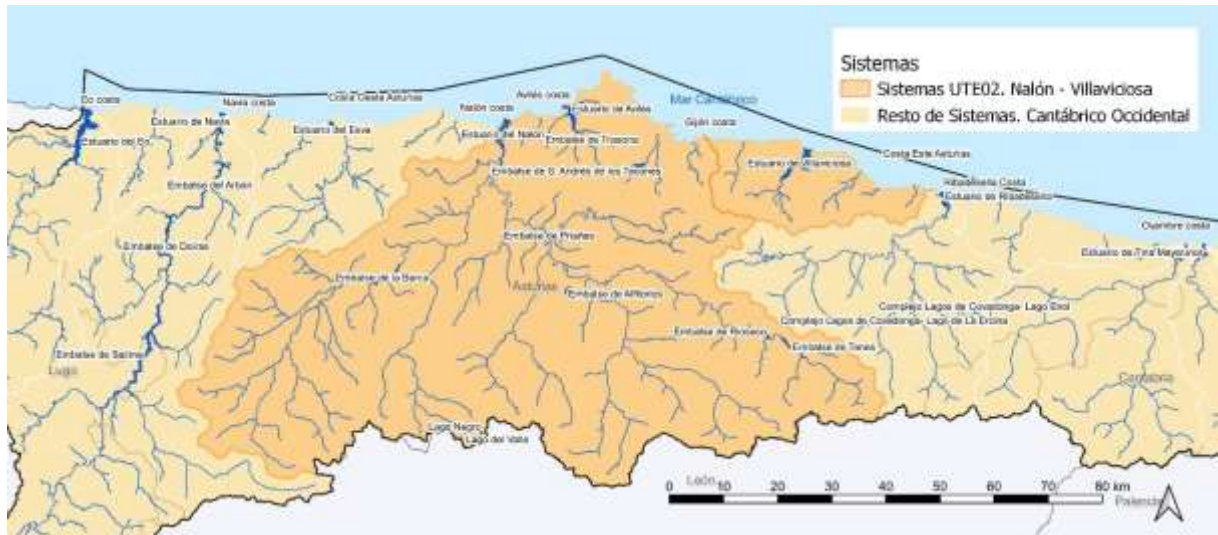 Sistemas
Sistemas UTE02. Nalón - Villaviciosa
Resto de Sistemas. Cantábrico Occidental
Eo costa
Navia costa
Costa Oeste Asturias
Nalón costa
Avilés costa
Mar Cantábrico
Gijón costa
Costa Este Asturias
Ribadesella Costa
Oyambre costa
Estuario del Eo
Estuario de Navia
Estuario del Esva
Estuario del Nalón
Estuario de Avilés
Embalse de Trasona
Embalse de S. Andrés de los Tacones
Estuario de Villaviciosa
Estuario de Ribadesella
Estuario de Tina Mayor
Embalse del Arbón
Embalse de Doiras
Embalse de Priañes
Embalse de la Barca
Asturias
Embalse de Alfilorios
Embalse de Rioseco
Embalse de Tanes
Complejo Lagos de Covadonga- Lago Enol
Complejo Lagos de Covadonga- Lago de La Ercina
Embalse de Salime
Lugo
Cantabria
Lago Negro
Lago del Valle
León
Palencia
0 10 20 30 40 50 60 70 80 km